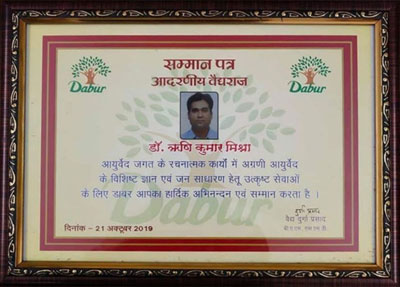 सम्मान पत्र
आदरणीय वैद्यराज
Dabur
Dabur
डॉ. ऋषि कुमार मिश्रा
आयुर्वेद जगत के रचनात्मक कार्यों में अग्रणी आयुर्वेद
के विशिष्ट ज्ञान एवं जन साधारण हेतु उत्कृष्ट सेवाओं
के लिए डाबर आपका हार्दिक अभिनन्दन एवं सम्मान करता है ।
Dabur
दिनांक - 21 अक्टूबर 2019
वैद्य दुर्गा प्रसाद